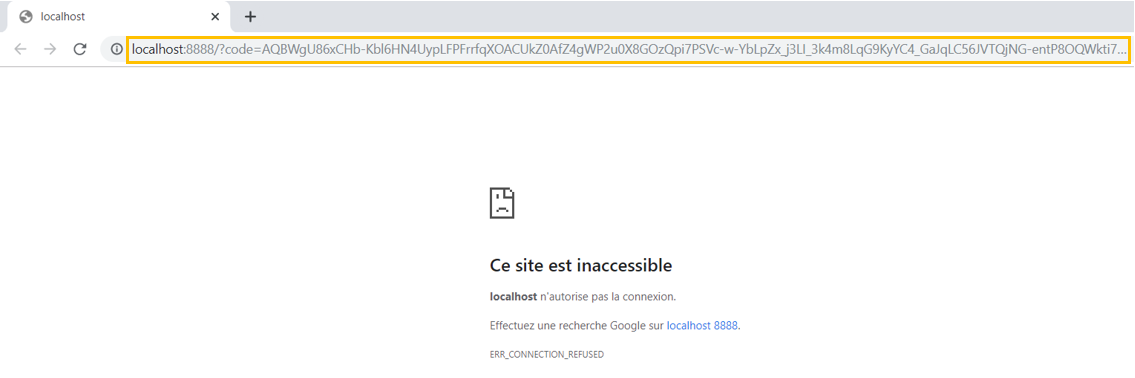 localhost
localhost:8888/?code=AQBWgU86xCHb-Kbl6HN4UypLFPFrrfqXOACUkZ0AfZ4gWP2u0X8GOzQpi7PSVc-w-YbLpZx_j3LI_3k4m8LqG9KyYC4_GaJqLC56JVTQjNG-entP8OQWkti7...
Ce site est inaccessible
localhost n'autorise pas la connexion.
Effectuez une recherche Google sur localhost 8888.
ERR_CONNECTION_REFUSED